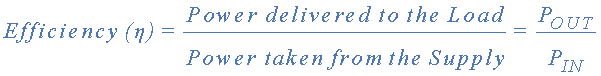 Efficiency (η) = Power delivered to the Load / Power taken from the Supply = P_OUT / P_IN